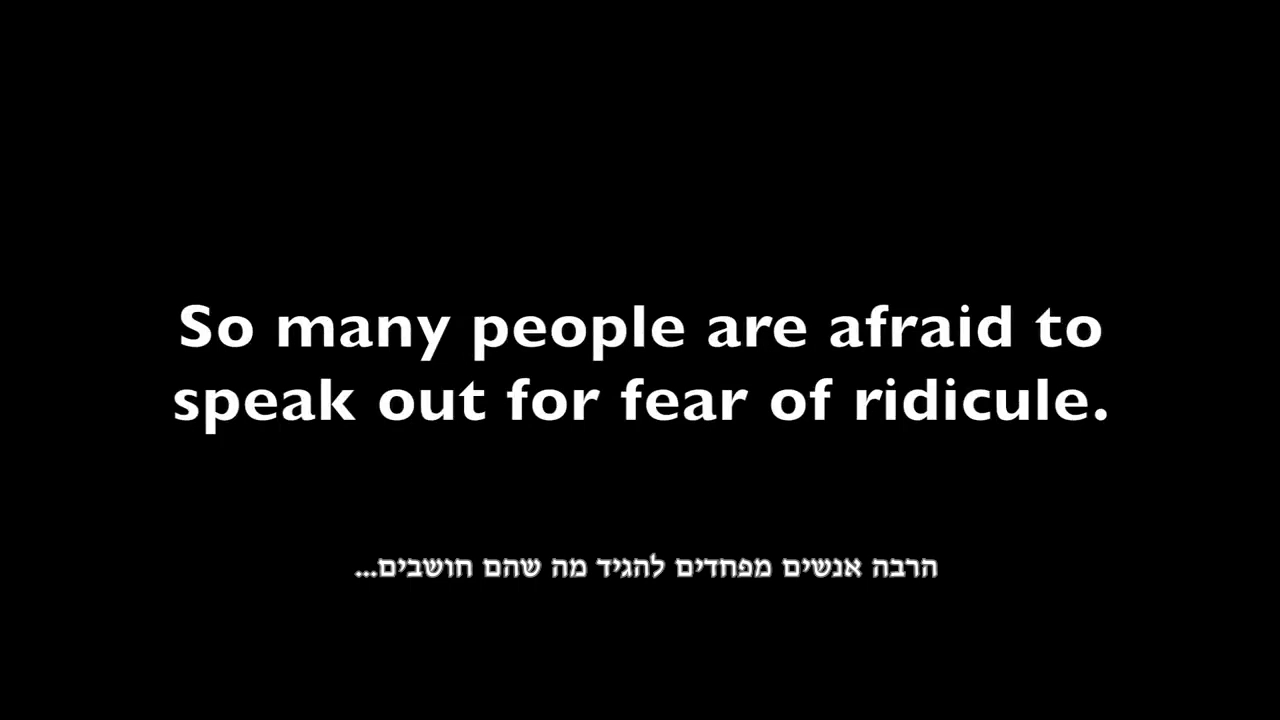 So many people are afraid to
speak out for fear of ridicule.
הרבה אנשים מפחדים להגיד מה שהם חושבים...